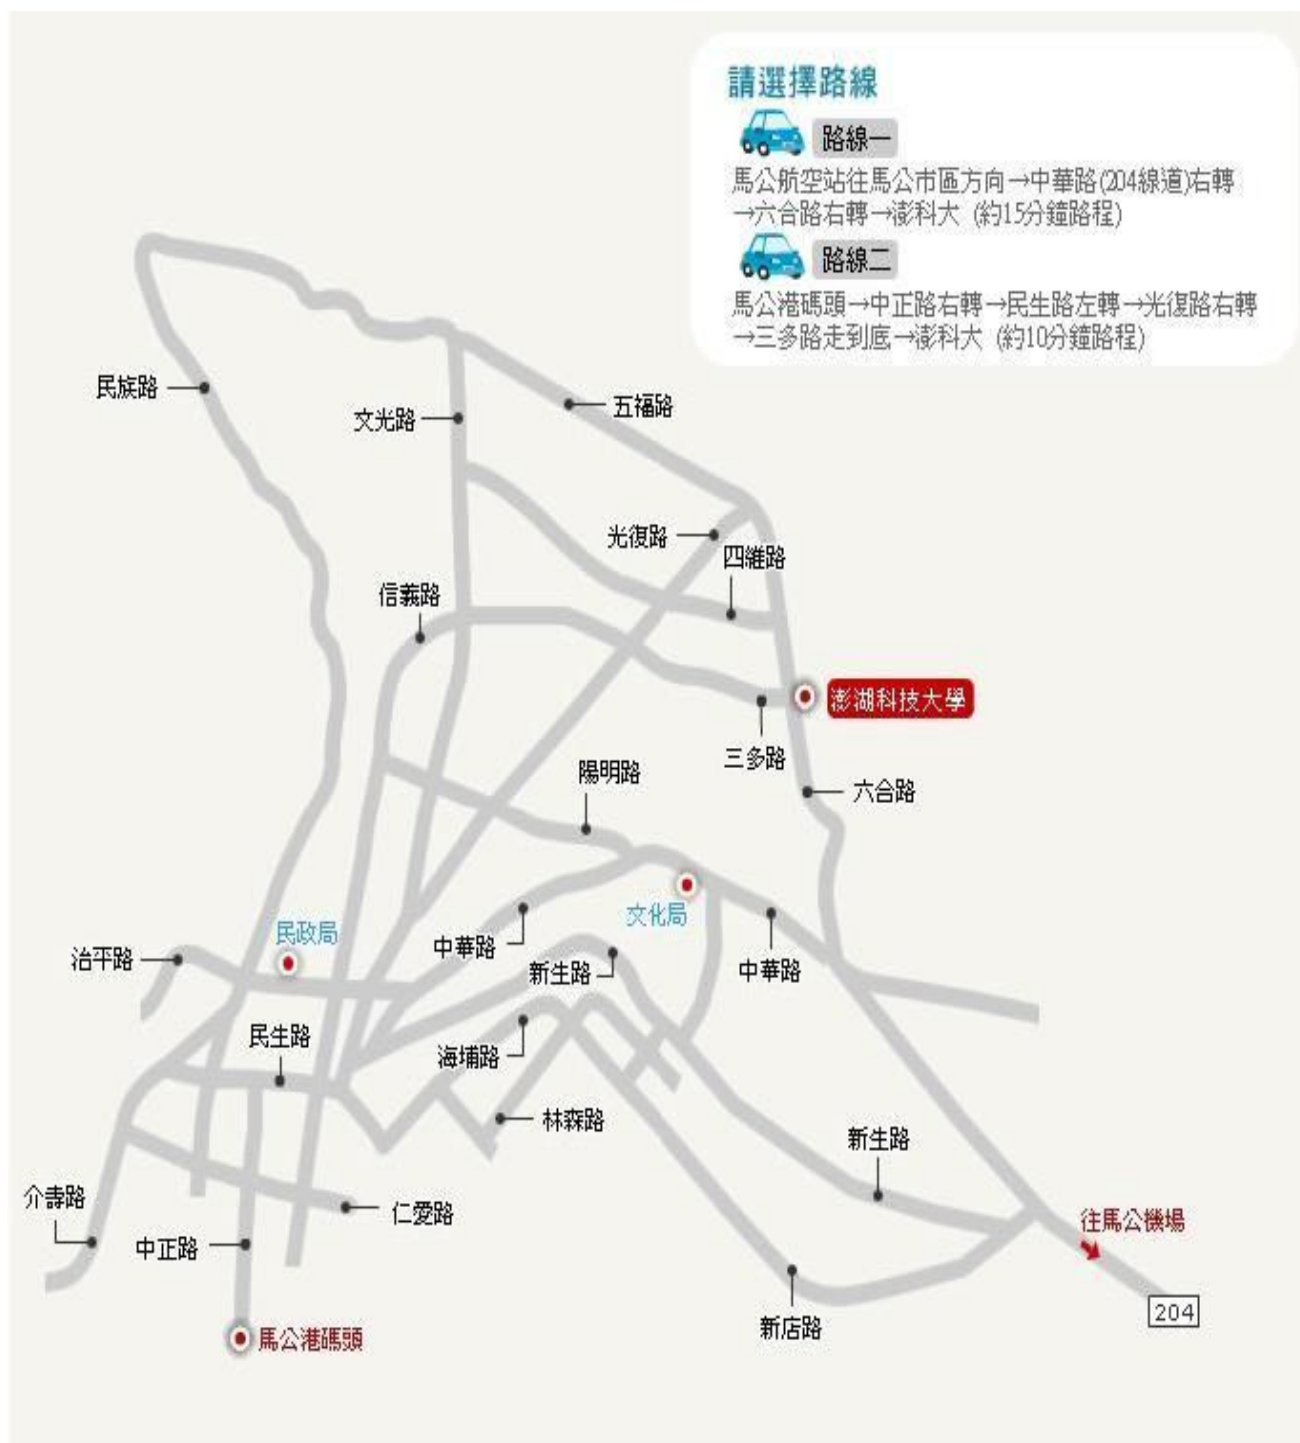 請選擇路線
路線一
馬公航空站往馬公市區方向→中華路(204線道)右轉
→六合路右轉→澎科大 (約15分鐘路程)
路線二
馬公港碼頭→中正路右轉→民生路左轉→光復路右轉
→三多路走到底→澎科大 (約10分鐘路程)
民族路
文光路
五福路
光復路
四維路
信義路
澎湖科技大學
三多路
陽明路
六合路
文化局
民政局
中華路
治平路
新生路
中華路
民生路
海埔路
林森路
新生路
介壽路
仁愛路
中正路
往馬公機場
204
新店路
馬公港碼頭